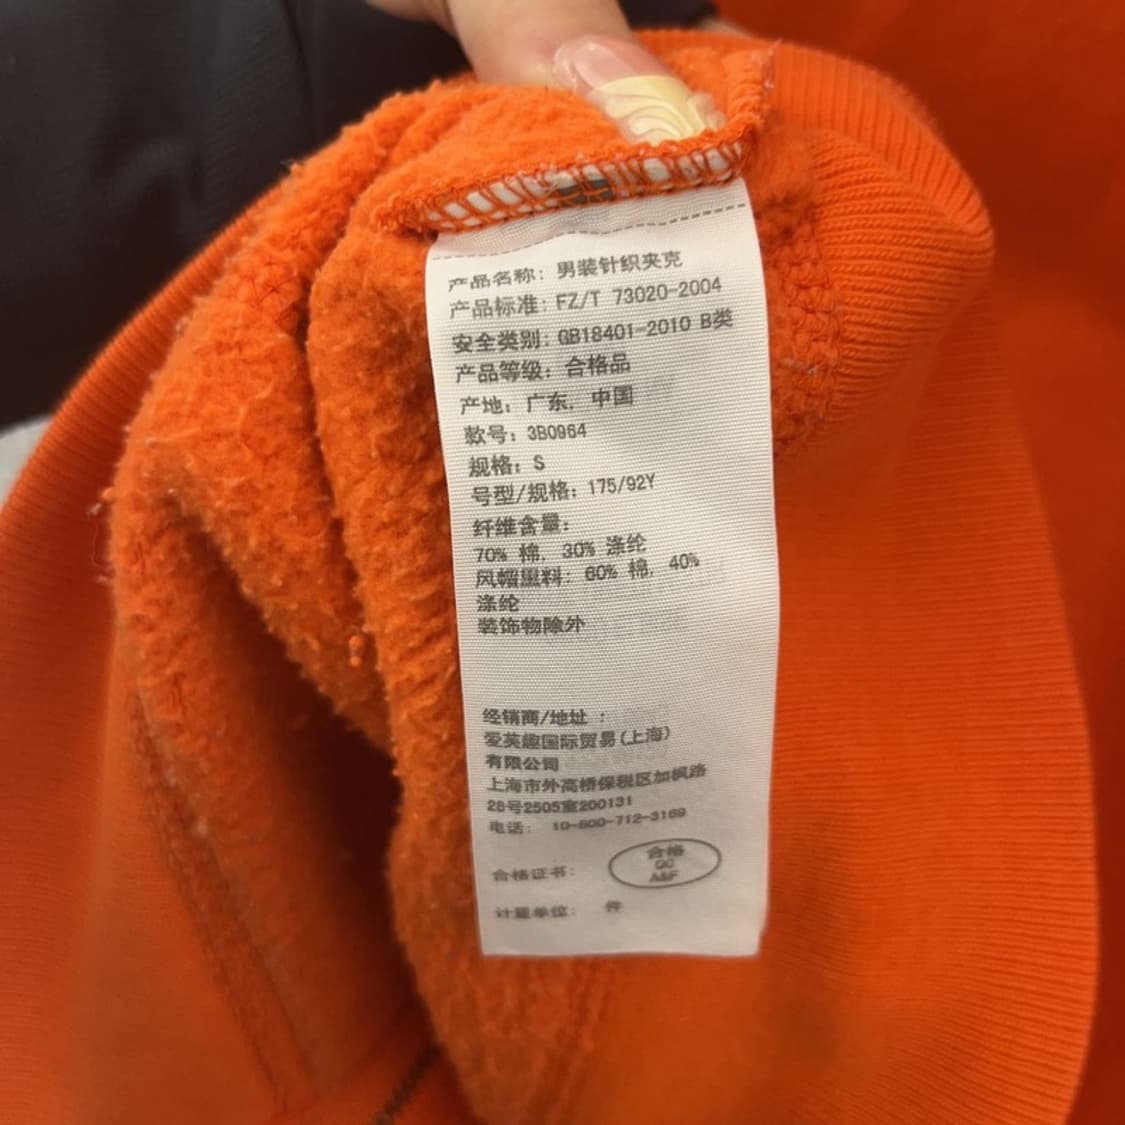 产品名称: 男装针织夹克
产品标准: FZ/T 73020-2004
安全类别: GB18401-2010 B类
产品等级: 合格品
产地: 广东, 中国
款号: 3B0964
规格: S
号型/规格: 175/92Y
纤维含量:
70% 棉, 30% 涤纶
风帽里料: 60% 棉, 40%
涤纶
装饰物除外
经销商/地址 :
爱芙趣国际贸易(上海)
有限公司
上海市外高桥保税区加枫路
28号2505室200131
电话: 10-800-712-3169
合格证书:
合格
QC
A&F
计量单位: 件